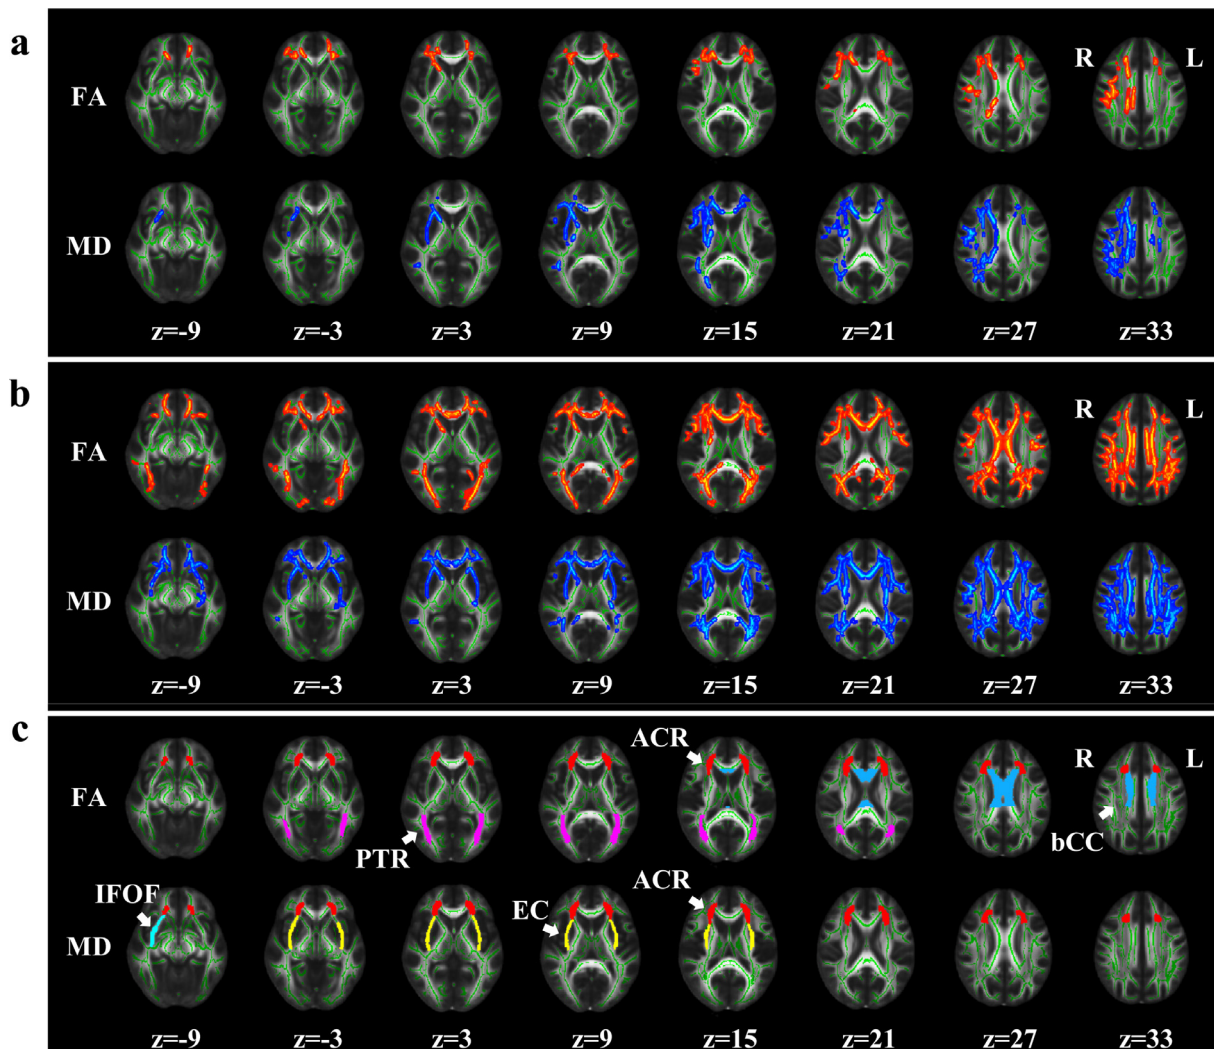 a
R L
FA
MD
z=-9 z=-3 z=3 z=9 z=15 z=21 z=27 z=33
b
R L
FA
MD
z=-9 z=-3 z=3 z=9 z=15 z=21 z=27 z=33
c
ACR
R L
FA
PTR
bCC
IFOF
ACR
EC
MD
z=-9 z=-3 z=3 z=9 z=15 z=21 z=27 z=33